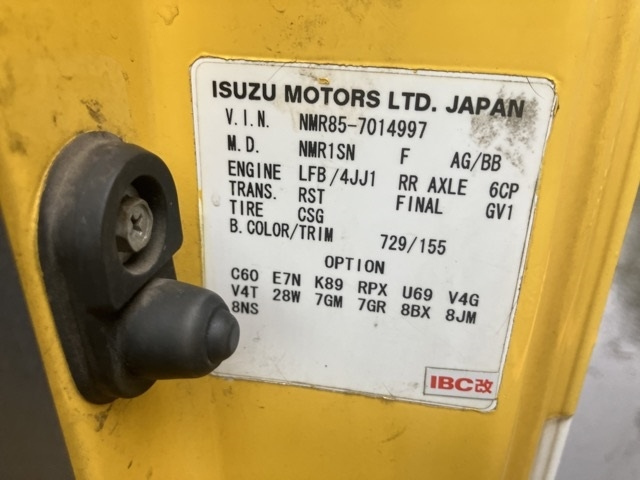 ISUZU MOTORS LTD. JAPAN
V.I.N. NMR85-7014997
M.D. NMR1SN F AG/BB
ENGINE LFB/4JJ1 RR AXLE 6CP
TRANS. RST FINAL GV1
TIRE CSG
B.COLOR/TRIM 729/155
OPTION
C60 E7N K89 RPX U69 V4G
V4T 28W 7GM 7GR 8BX 8JM
8NS
IBC改